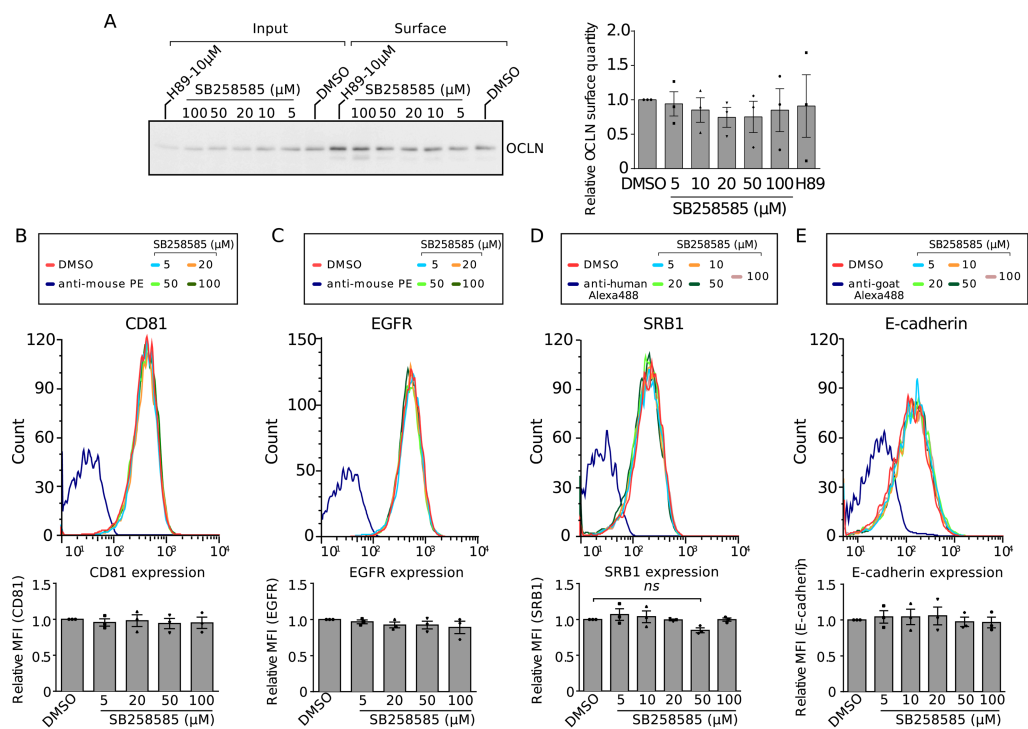 A
Input
Surface
H89-10µM
SB258585 (µM)
DMSO
H89-10µM
SB258585 (µM)
DMSO
100 50 20 10 5
100 50 20 10 5
OCLN
Relative OCLN surface quantity
2.0
1.5
1.0
0.5
0
DMSO 5 10 20 50 100 H89
SB258585 (µM)
B
SB258585 (µM)
DMSO 5 20
anti-mouse PE 50 100
CD81
Count
120
90
60
30
0
10¹ 10² 10³ 10⁴
CD81 expression
Relative MFI (CD81)
1.5
1.0
0.5
0
DMSO 5 20 50 100
SB258585 (µM)
C
SB258585 (µM)
DMSO 5 20
anti-mouse PE 50 100
EGFR
Count
150
100
50
0
10¹ 10² 10³ 10⁴
EGFR expression
Relative MFI (EGFR)
1.5
1.0
0.5
0
DMSO 5 20 50 100
SB258585 (µM)
D
SB258585 (µM)
DMSO 5 10
100
anti-human 20 50
Alexa488
SRB1
Count
120
90
60
30
0
10¹ 10² 10³ 10⁴
SRB1 expression
ns
Relative MFI (SRB1)
1.5
1.0
0.5
0
DMSO 5 10 20 50 100
SB258585 (µM)
E
SB258585 (µM)
DMSO 5 10
100
anti-goat 20 50
Alexa488
E-cadherin
Count
120
90
60
30
0
10¹ 10² 10³ 10⁴
E-cadherin expression
Relative MFI (E-cadherin)
1.5
1.0
0.5
0
DMSO 5 10 20 50 100
SB258585 (µM)